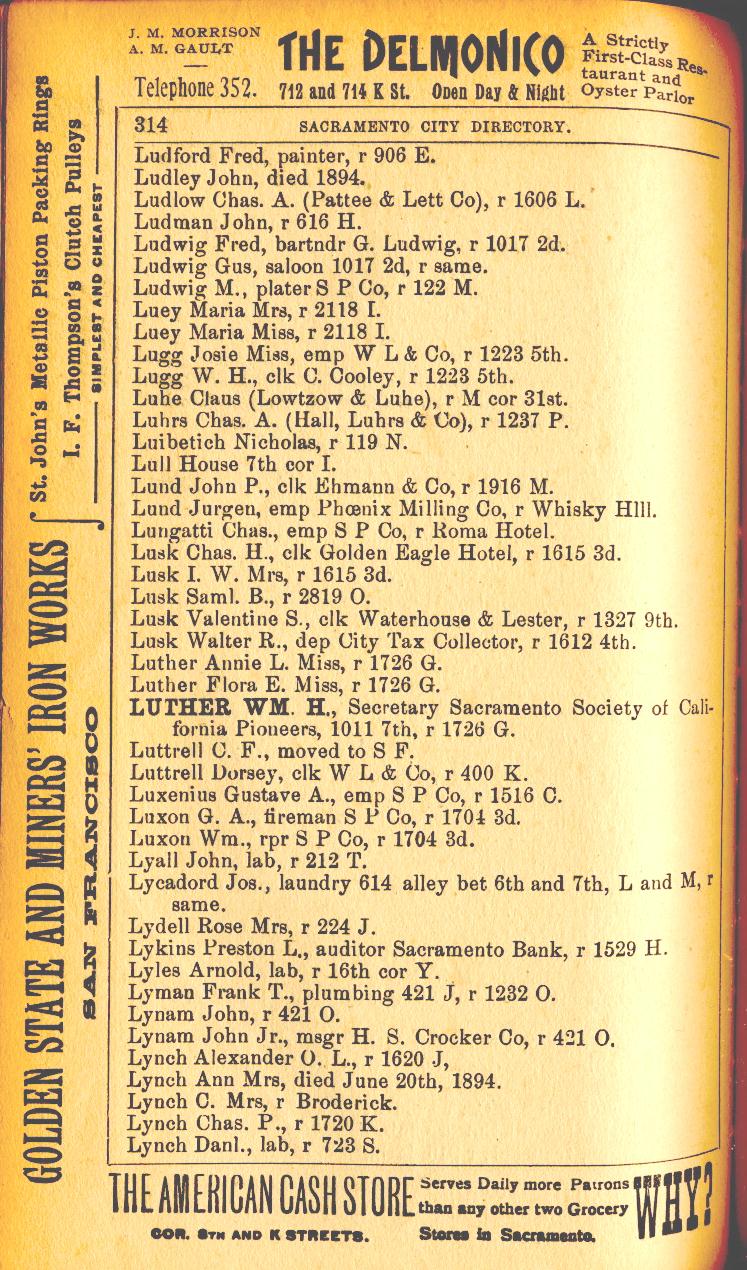 J. M. MORRISON
A. M. GAULT
Telephone 352.
THE DELMONICO
712 and 714 K St. Open Day & Night
A Strictly
First-Class Res-
taurant and
Oyster Parlor
314 SACRAMENTO CITY DIRECTORY.
Ludford Fred, painter, r 906 E.
Ludley John, died 1894.
Ludlow Chas. A. (Pattee & Lett Co), r 1606 L.
Ludman John, r 616 H.
Ludwig Fred, bartndr G. Ludwig, r 1017 2d.
Ludwig Gus, saloon 1017 2d, r same.
Ludwig M., plater S P Co, r 122 M.
Luey Maria Mrs, r 2118 I.
Luey Maria Miss, r 2118 I.
Lugg Josie Miss, emp W L & Co, r 1223 5th.
Lugg W. H., clk C. Cooley, r 1223 5th.
Luhe Claus (Lowtzow & Luhe), r M cor 31st.
Luhrs Chas. A. (Hall, Luhrs & Co), r 1237 P.
Luibetich Nicholas, r 119 N.
Lull House 7th cor I.
Lund John P., clk Ehmann & Co, r 1916 M.
Lund Jurgen, emp Phœnix Milling Co, r Whisky HIll.
Lungatti Chas., emp S P Co, r Roma Hotel.
Lusk Chas. H., clk Golden Eagle Hotel, r 1615 3d.
Lusk I. W. Mrs, r 1615 3d.
Lusk Saml. B., r 2819 O.
Lusk Valentine S., clk Waterhouse & Lester, r 1327 9th.
Lusk Walter R., dep City Tax Collector, r 1612 4th.
Luther Annie L. Miss, r 1726 G.
Luther Flora E. Miss, r 1726 G.
LUTHER WM. H., Secretary Sacramento Society of Cali-
fornia Pioneers, 1011 7th, r 1726 G.
Luttrell C. F., moved to S F.
Luttrell Dorsey, clk W L & Co, r 400 K.
Luxenius Gustave A., emp S P Co, r 1516 C.
Luxon G. A., fireman S P Co, r 1704 3d.
Luxon Wm., rpr S P Co, r 1704 3d.
Lyall John, lab, r 212 T.
Lycadord Jos., laundry 614 alley bet 6th and 7th, L and M, r
same.
Lydell Rose Mrs, r 224 J.
Lykins Preston L., auditor Sacramento Bank, r 1529 H.
Lyles Arnold, lab, r 16th cor Y.
Lyman Frank T., plumbing 421 J, r 1232 O.
Lynam John, r 421 O.
Lynam John Jr., msgr H. S. Crocker Co, r 421 O.
Lynch Alexander O. L., r 1620 J,
Lynch Ann Mrs, died June 20th, 1894.
Lynch C. Mrs, r Broderick.
Lynch Chas. P., r 1720 K.
Lynch Danl., lab, r 723 S.
GOLDEN STATE AND MINERS' IRON WORKS
SAN FRANCISCO
St. John's Metallic Piston Packing Rings
I. F. Thompson's Clutch Pulleys
SIMPLEST AND CHEAPEST
THE AMERICAN CASH STORE
COR. 8TH AND K STREETS.
Serves Daily more Patrons
than any other two Grocery
Stores in Sacramento.
WHY?